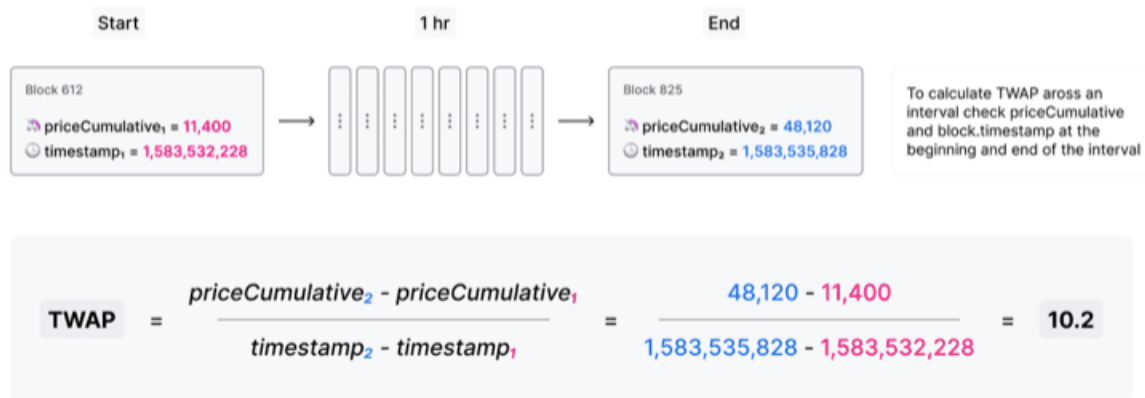 Start
1 hr
End
Block 612
priceCumulative₁ = 11,400
timestamp₁ = 1,583,532,228
Block 825
priceCumulative₂ = 48,120
timestamp₂ = 1,583,535,828
To calculate TWAP aross an
interval check priceCumulative
and block.timestamp at the
beginning and end of the interval
TWAP = priceCumulative₂ - priceCumulative₁ = 48,120 - 11,400 = 10.2
timestamp₂ - timestamp₁ 1,583,535,828 - 1,583,532,228